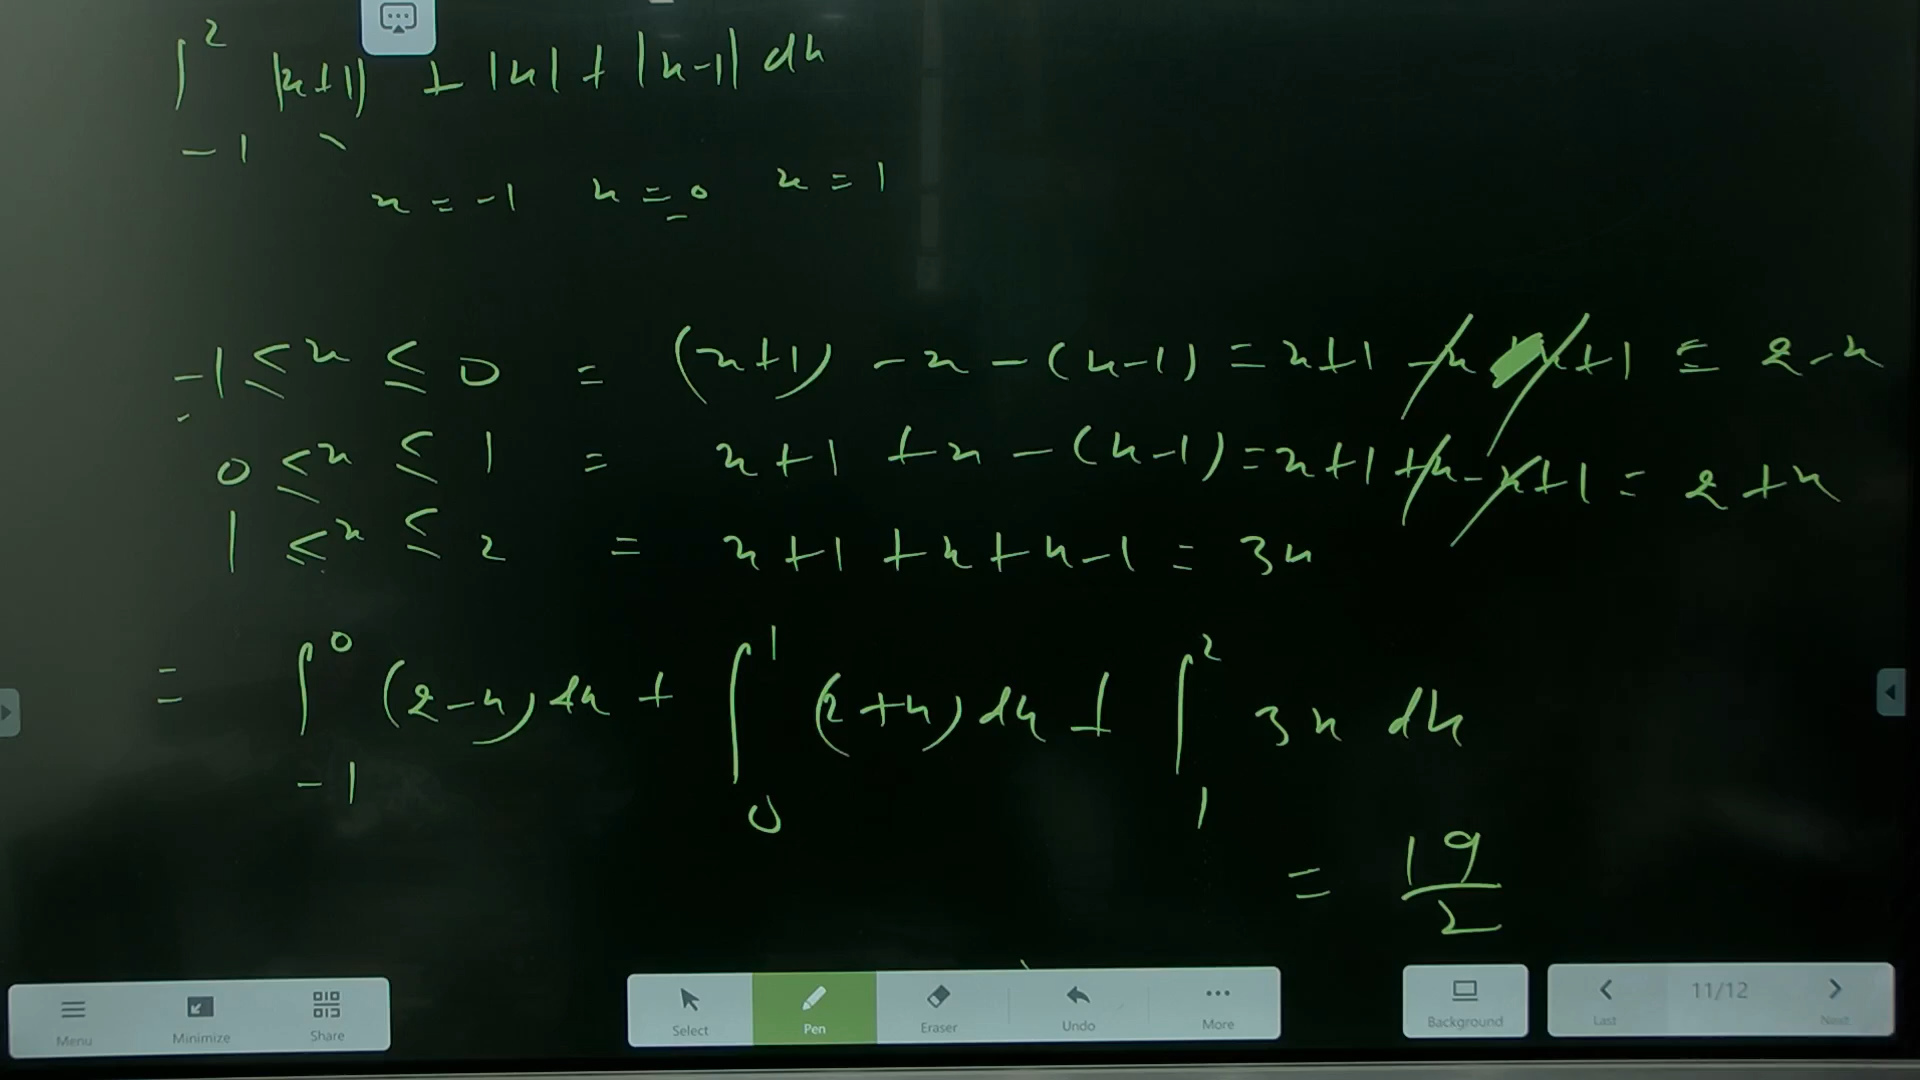 ∫_{-1}^{2} |x+1| + |x| + |x-1| dx
x = -1 x = 0 x = 1
-1 ≤ x ≤ 0 = (x+1) - x - (x-1) = x+1 - x - x+1 = 2 - x
0 ≤ x ≤ 1 = x+1 + x - (x-1) = x+1 + x - x+1 = 2 + x
1 ≤ x ≤ 2 = x+1 + x + x-1 = 3x
= ∫_{-1}^{0} (2-x) dx + ∫_{0}^{1} (2+x) dx + ∫_{1}^{2} 3x dx
= 19/2
Menu Minimize Share Select Pen Eraser Undo More Background Last 11/12 Next